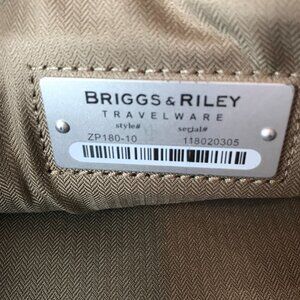 BRIGGS & RILEY
TRAVELWARE
style# serial#
ZP180-10 118020305